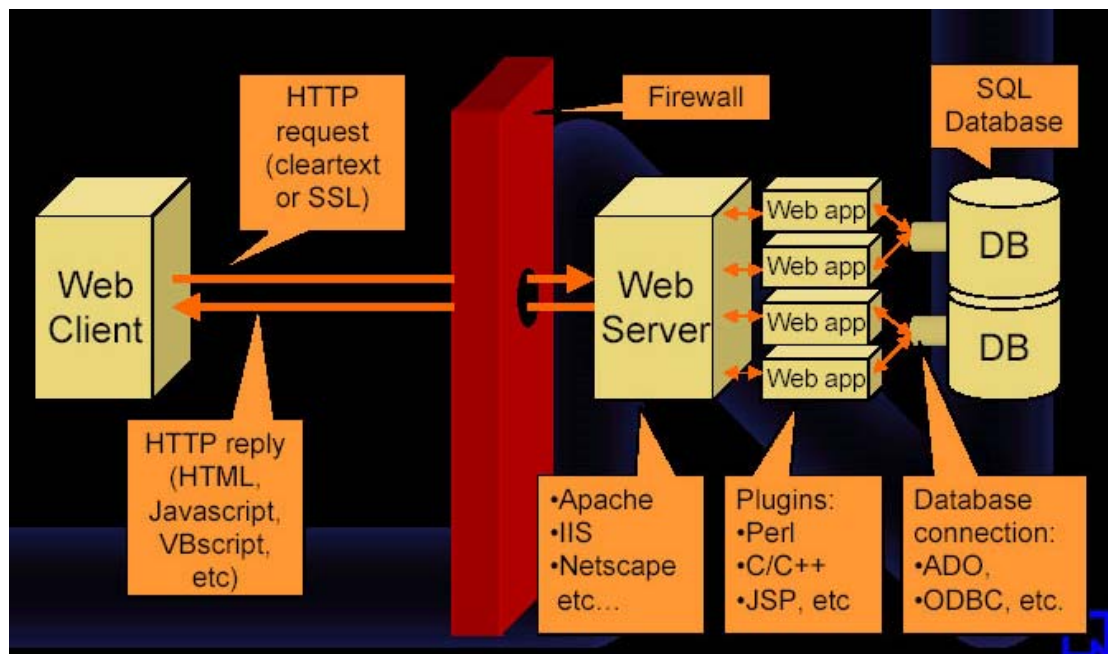 HTTP
request
(cleartext
or SSL)
Firewall
SQL
Database
Web
Client
Web
Server
Web app
Web app
Web app
Web app
DB
DB
HTTP reply
(HTML,
Javascript,
VBscript,
etc)
•Apache
•IIS
•Netscape
etc…
Plugins:
•Perl
•C/C++
•JSP, etc
Database
connection:
•ADO,
•ODBC, etc.